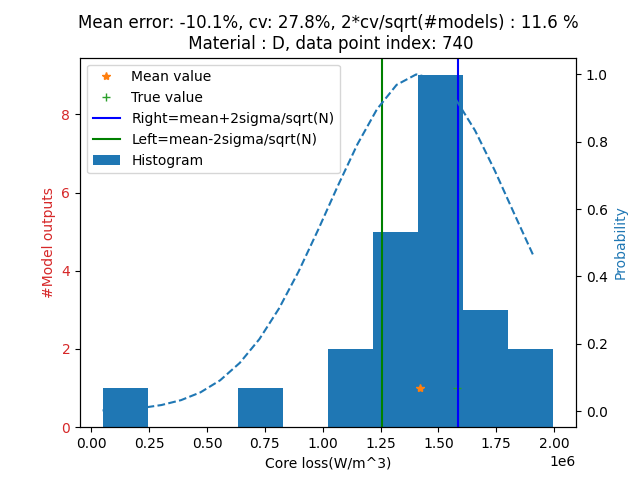 Mean error: -10.1%, cv: 27.8%, 2*cv/sqrt(#models) : 11.6 %
Material : D, data point index: 740
Mean value
True value
Right=mean+2sigma/sqrt(N)
Left=mean-2sigma/sqrt(N)
Histogram
#Model outputs
8
6
4
2
0
1.0
0.8
0.6
0.4
0.2
0.0
Probability
0.00 0.25 0.50 0.75 1.00 1.25 1.50 1.75 2.00
1e6
Core loss(W/m^3)